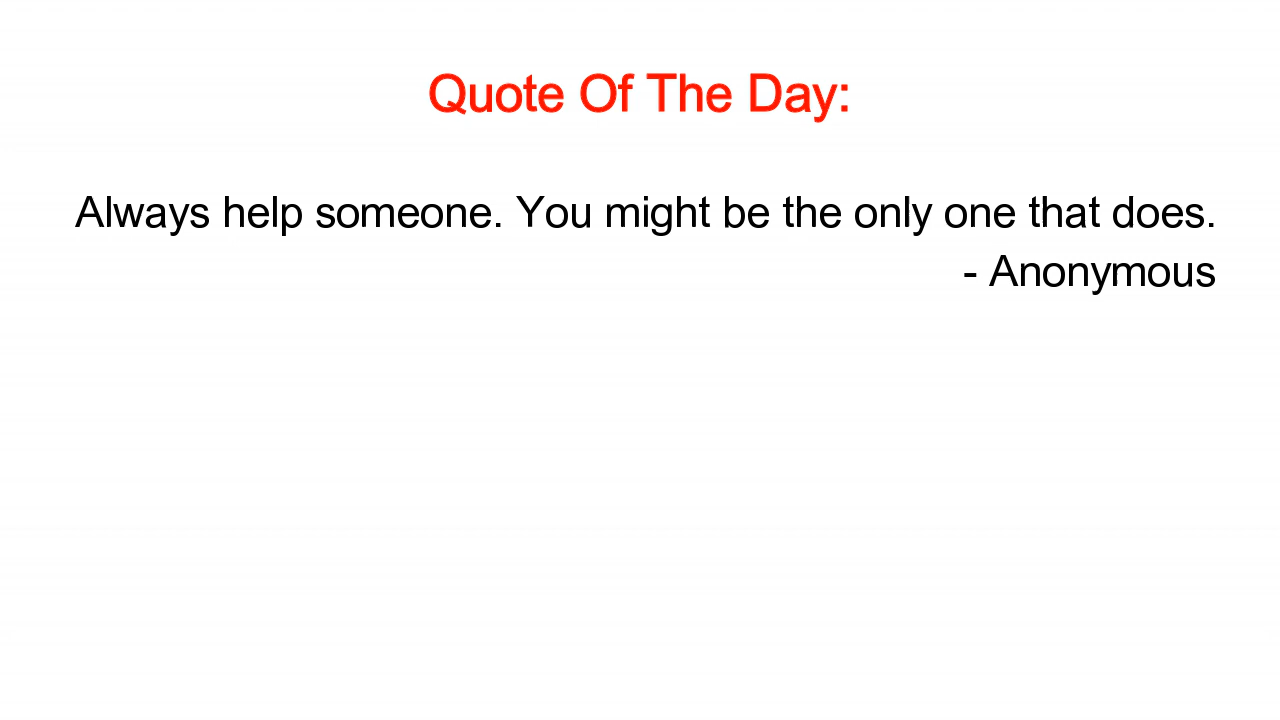 Quote Of The Day:
Always help someone. You might be the only one that does.
- Anonymous